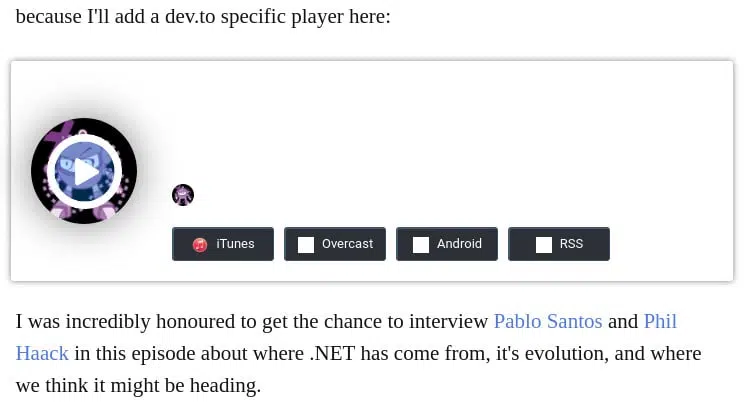 because I'll add a dev.to specific player here:
iTunes
Overcast
Android
RSS
I was incredibly honoured to get the chance to interview Pablo Santos and Phil
Haack in this episode about where .NET has come from, it's evolution, and where
we think it might be heading.